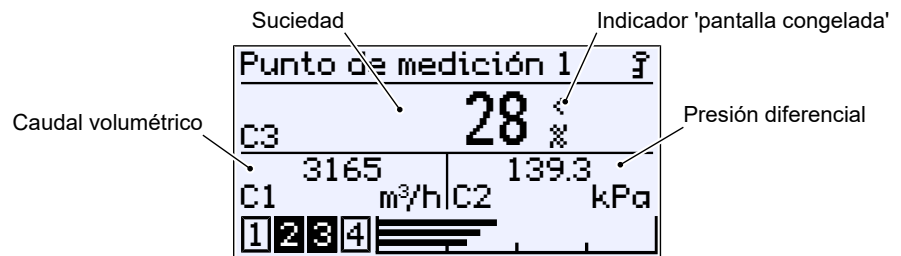 Suciedad
Indicador 'pantalla congelada'
Punto de medición 1
Caudal volumétrico
C3 28 < %
Presión diferencial
3165 139.3
C1 m³/h C2 kPa
1 2 3 4